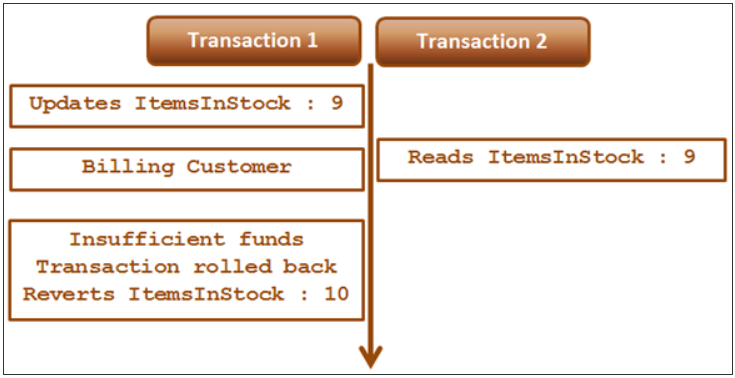 Transaction 1
Transaction 2
Updates ItemsInStock : 9
Reads ItemsInStock : 9
Billing Customer
Insufficient funds
Transaction rolled back
Reverts ItemsInStock : 10